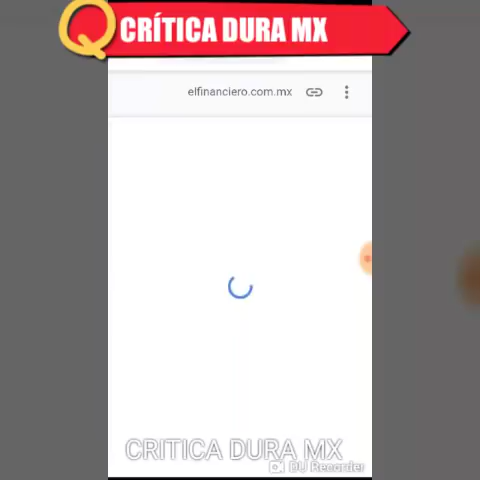 CRÍTICA DURA MX
elfinanciero.com.mx
CRITICA DURA MX
DU Recorder